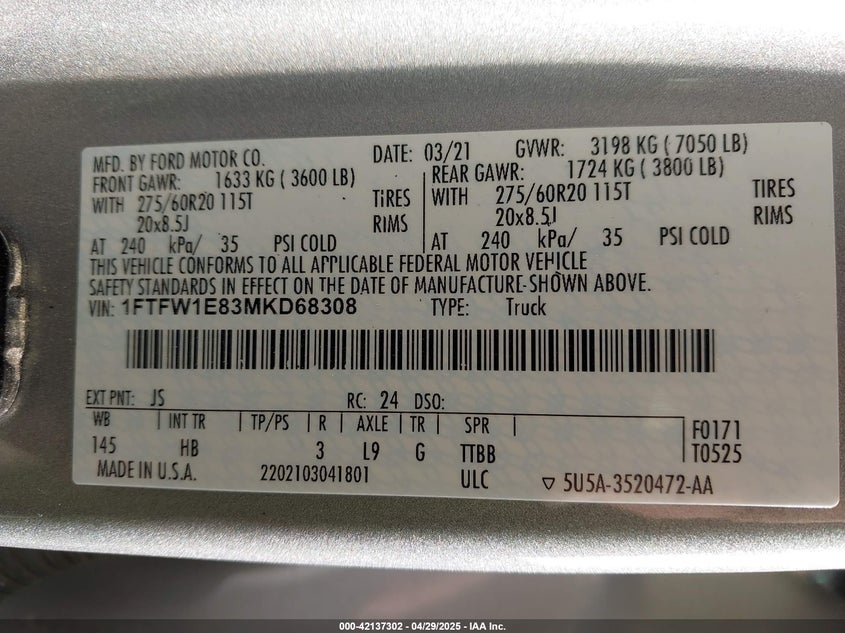 MFD. BY FORD MOTOR CO. DATE: 03/21 GVWR: 3198 KG ( 7050 LB)
FRONT GAWR: 1633 KG ( 3600 LB) REAR GAWR: 1724 KG ( 3800 LB)
WITH 275/60R20 115T TIRES WITH 275/60R20 115T TIRES
20x8.5J RIMS 20x8.5J RIMS
AT 240 kPa/ 35 PSI COLD AT 240 kPa/ 35 PSI COLD
THIS VEHICLE CONFORMS TO ALL APPLICABLE FEDERAL MOTOR VEHICLE
SAFETY STANDARDS IN EFFECT ON THE DATE OF MANUFACTURE SHOWN ABOVE.
VIN: 1FTFW1E83MKD68308 TYPE: Truck
EXT PNT: JS RC: 24 DSO:
WB INT TR TP/PS R AXLE TR SPR F0171
145 HB 3 L9 G TTBB T0525
MADE IN U.S.A. 2202103041801 ULC ▽ 5U5A-3520472-AA
000-42137302 / 04/29/2025 - IAA Inc.